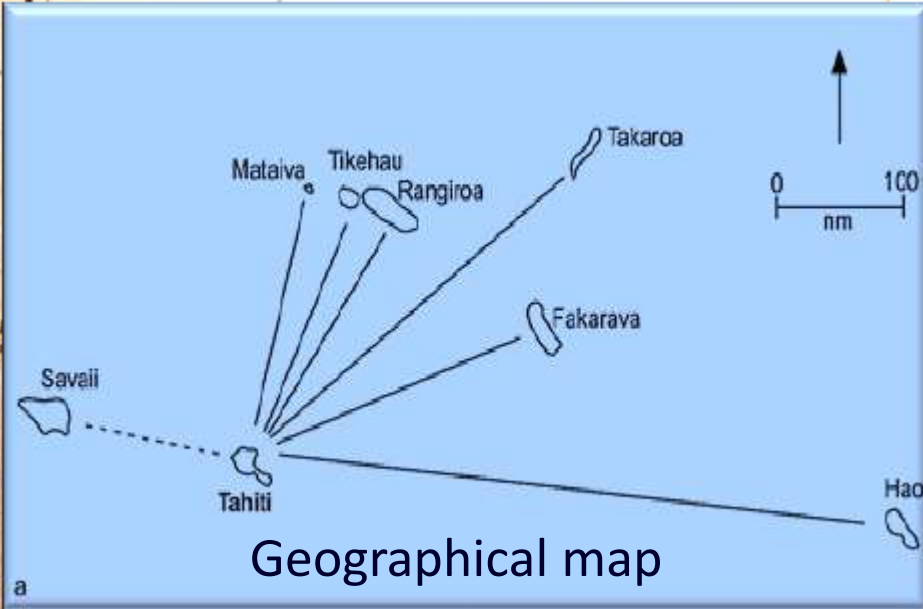 Takaroa
Tikehau
Mataiva
Rangiroa
0 100
nm
Fakarava
Savaii
Tahiti
Hao
Geographical map
a